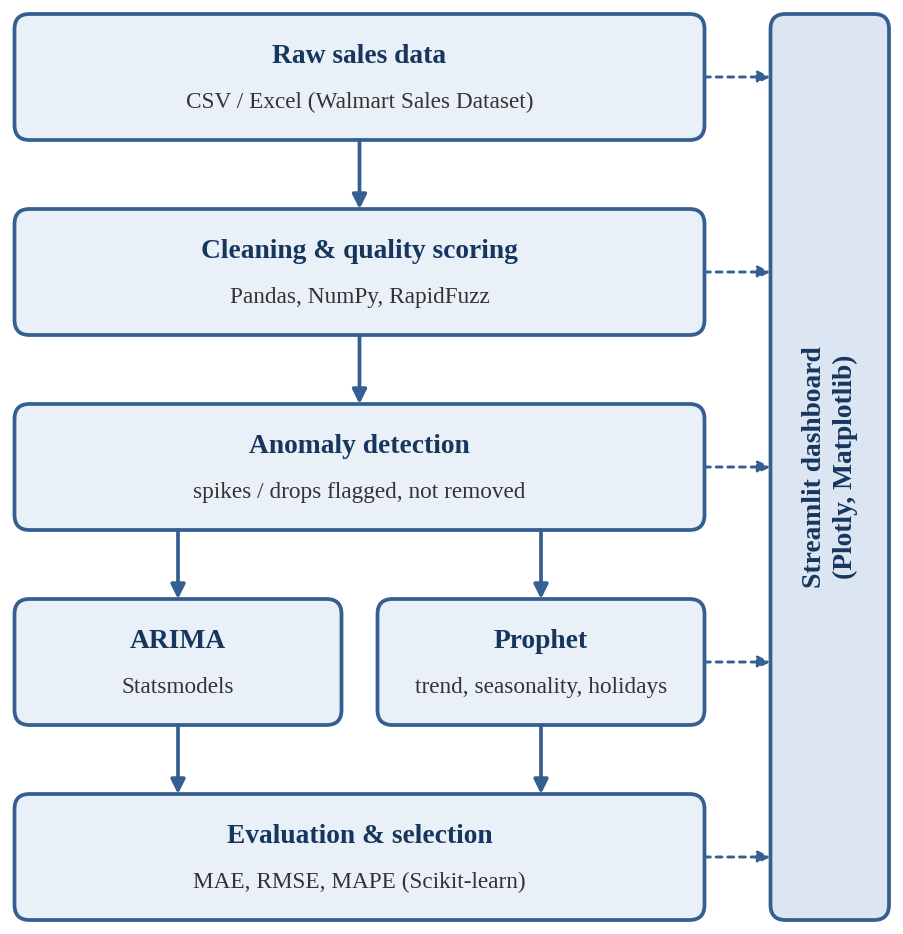 Raw sales data
CSV / Excel (Walmart Sales Dataset)
Cleaning & quality scoring
Pandas, NumPy, RapidFuzz
Anomaly detection
spikes / drops flagged, not removed
ARIMA
Statsmodels
Prophet
trend, seasonality, holidays
Evaluation & selection
MAE, RMSE, MAPE (Scikit-learn)
Streamlit dashboard
(Plotly, Matplotlib)